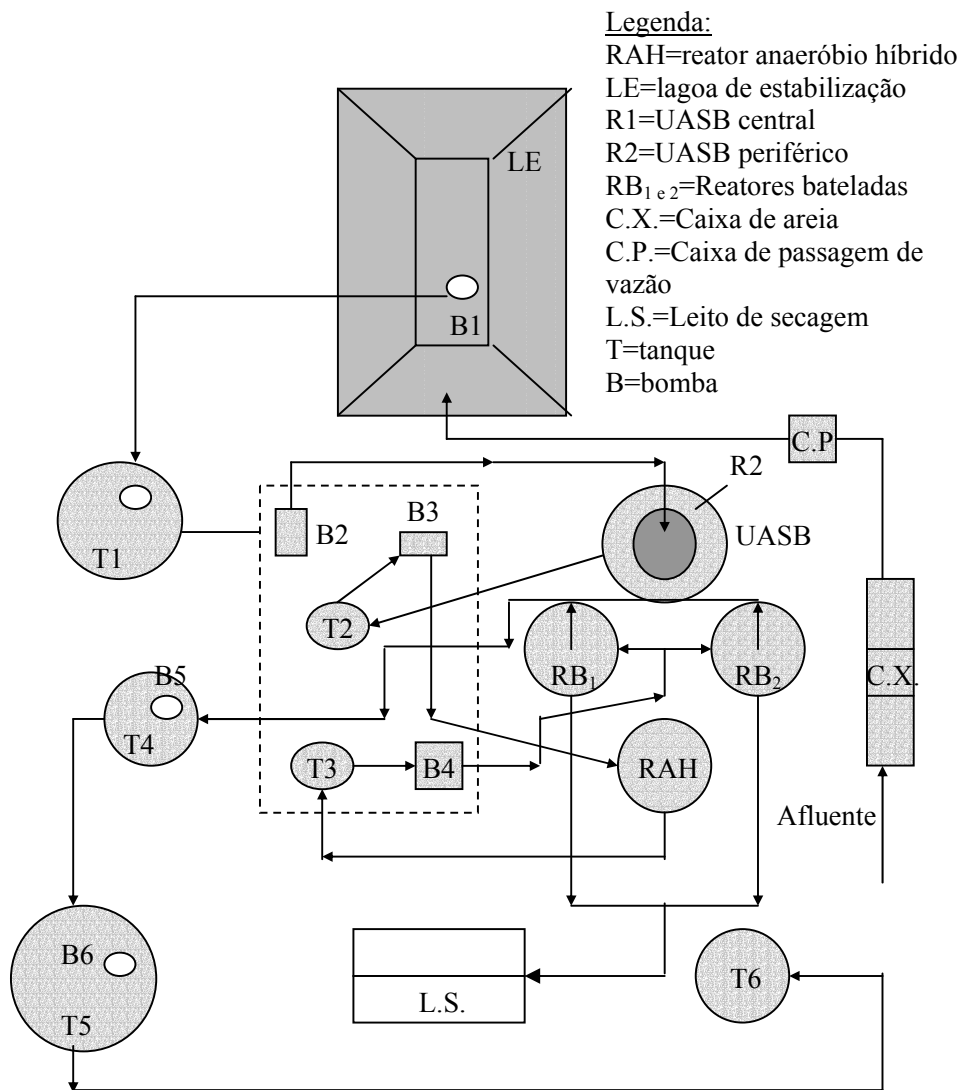 Legenda:
RAH=reator anaeróbio híbrido
LE=lagoa de estabilização
R1=UASB central
R2=UASB periférico
RB1 e 2=Reatores bateladas
C.X.=Caixa de areia
C.P.=Caixa de passagem de
vazão
L.S.=Leito de secagem
T=tanque
B=bomba
LE
B1
C.P
R2
B3
B2
UASB
T1
T2
RB1
RB2
C.X.
B5
T4
T3
B4
RAH
Afluente
B6
T6
L.S.
T5